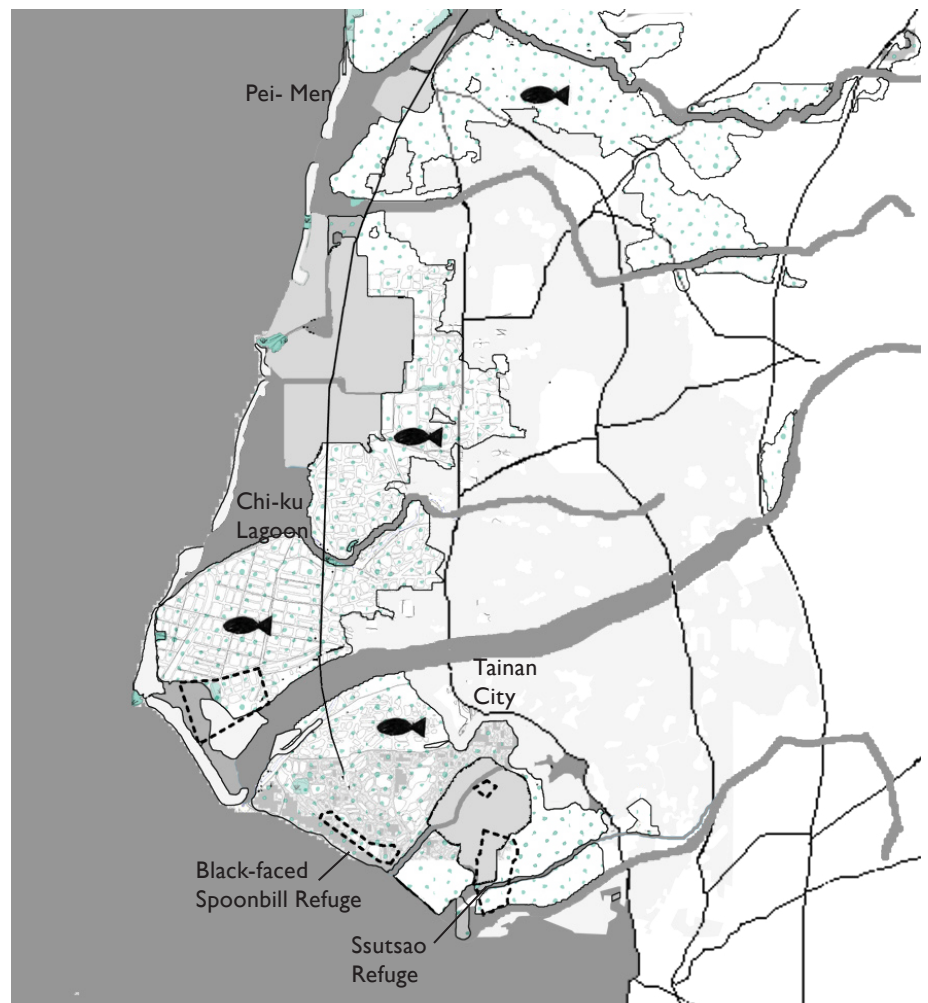 Pei- Men
Chi-ku
Lagoon
Tainan
City
Black-faced
Spoonbill Refuge
Ssutsao
Refuge